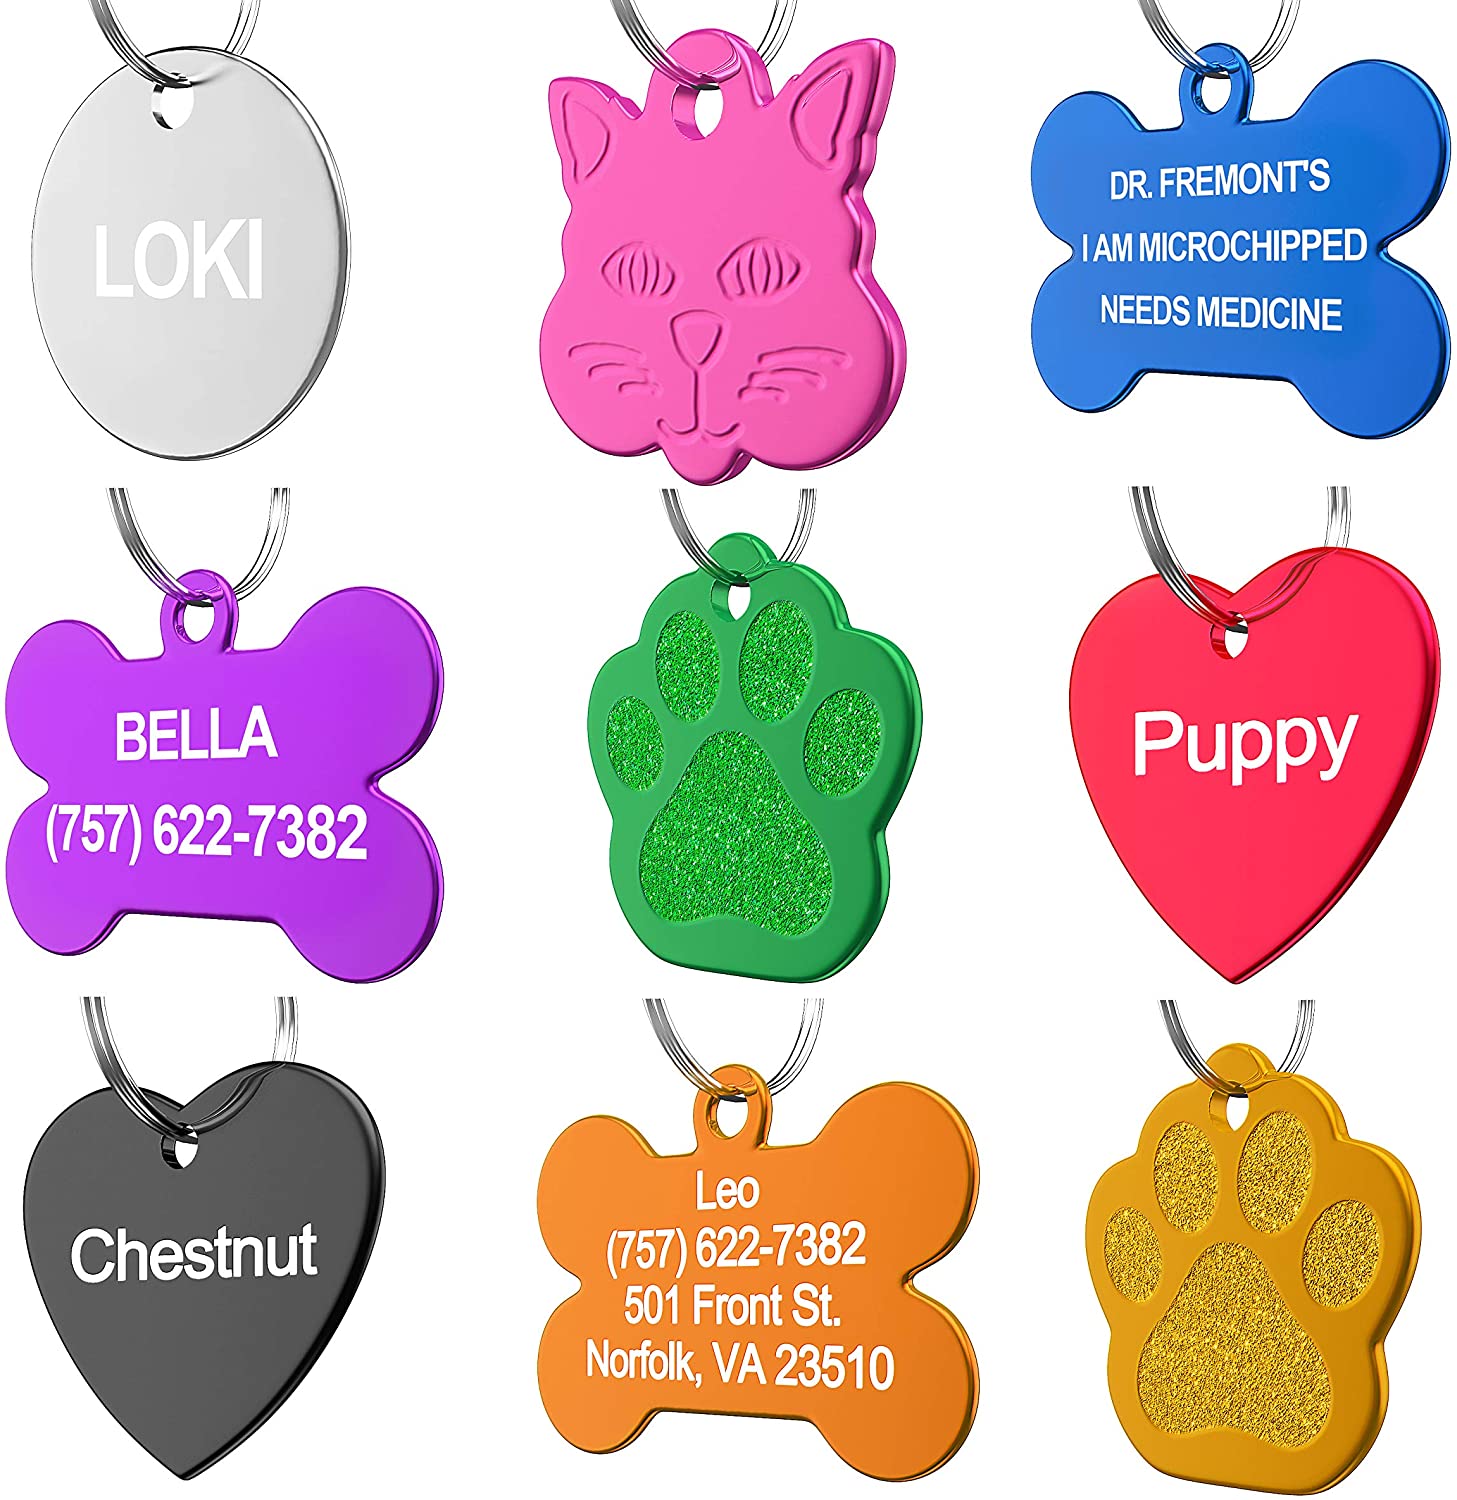 LOKI
DR. FREMONT'S
I AM MICROCHIPPED
NEEDS MEDICINE
BELLA
(757) 622-7382
Puppy
Chestnut
Leo
(757) 622-7382
501 Front St.
Norfolk, VA 23510